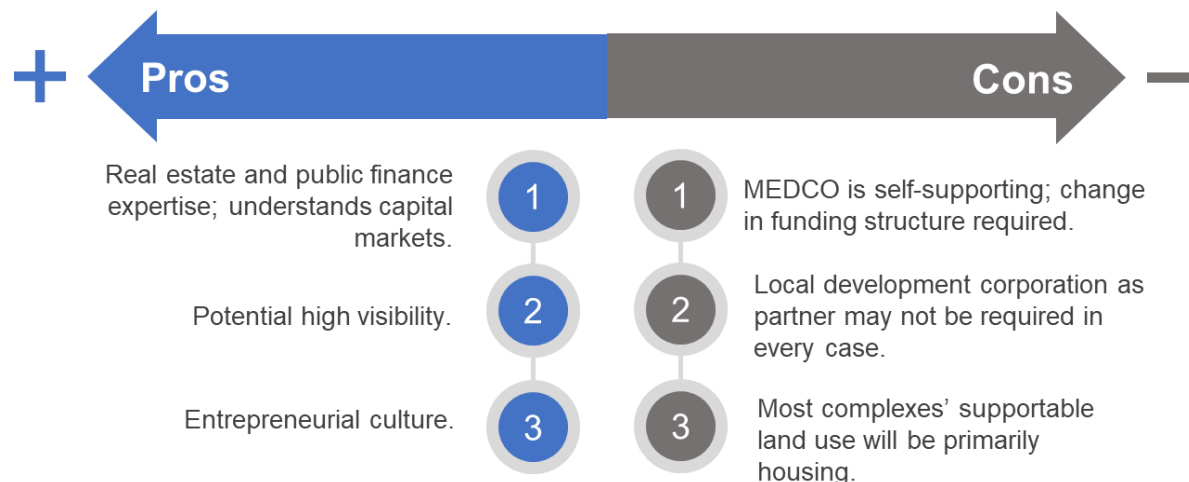 +
Pros
Cons
−
Real estate and public finance
expertise; understands capital
markets.
1
1
MEDCO is self-supporting; change
in funding structure required.
Potential high visibility.
2
2
Local development corporation as
partner may not be required in
every case.
Entrepreneurial culture.
3
3
Most complexes’ supportable
land use will be primarily
housing.